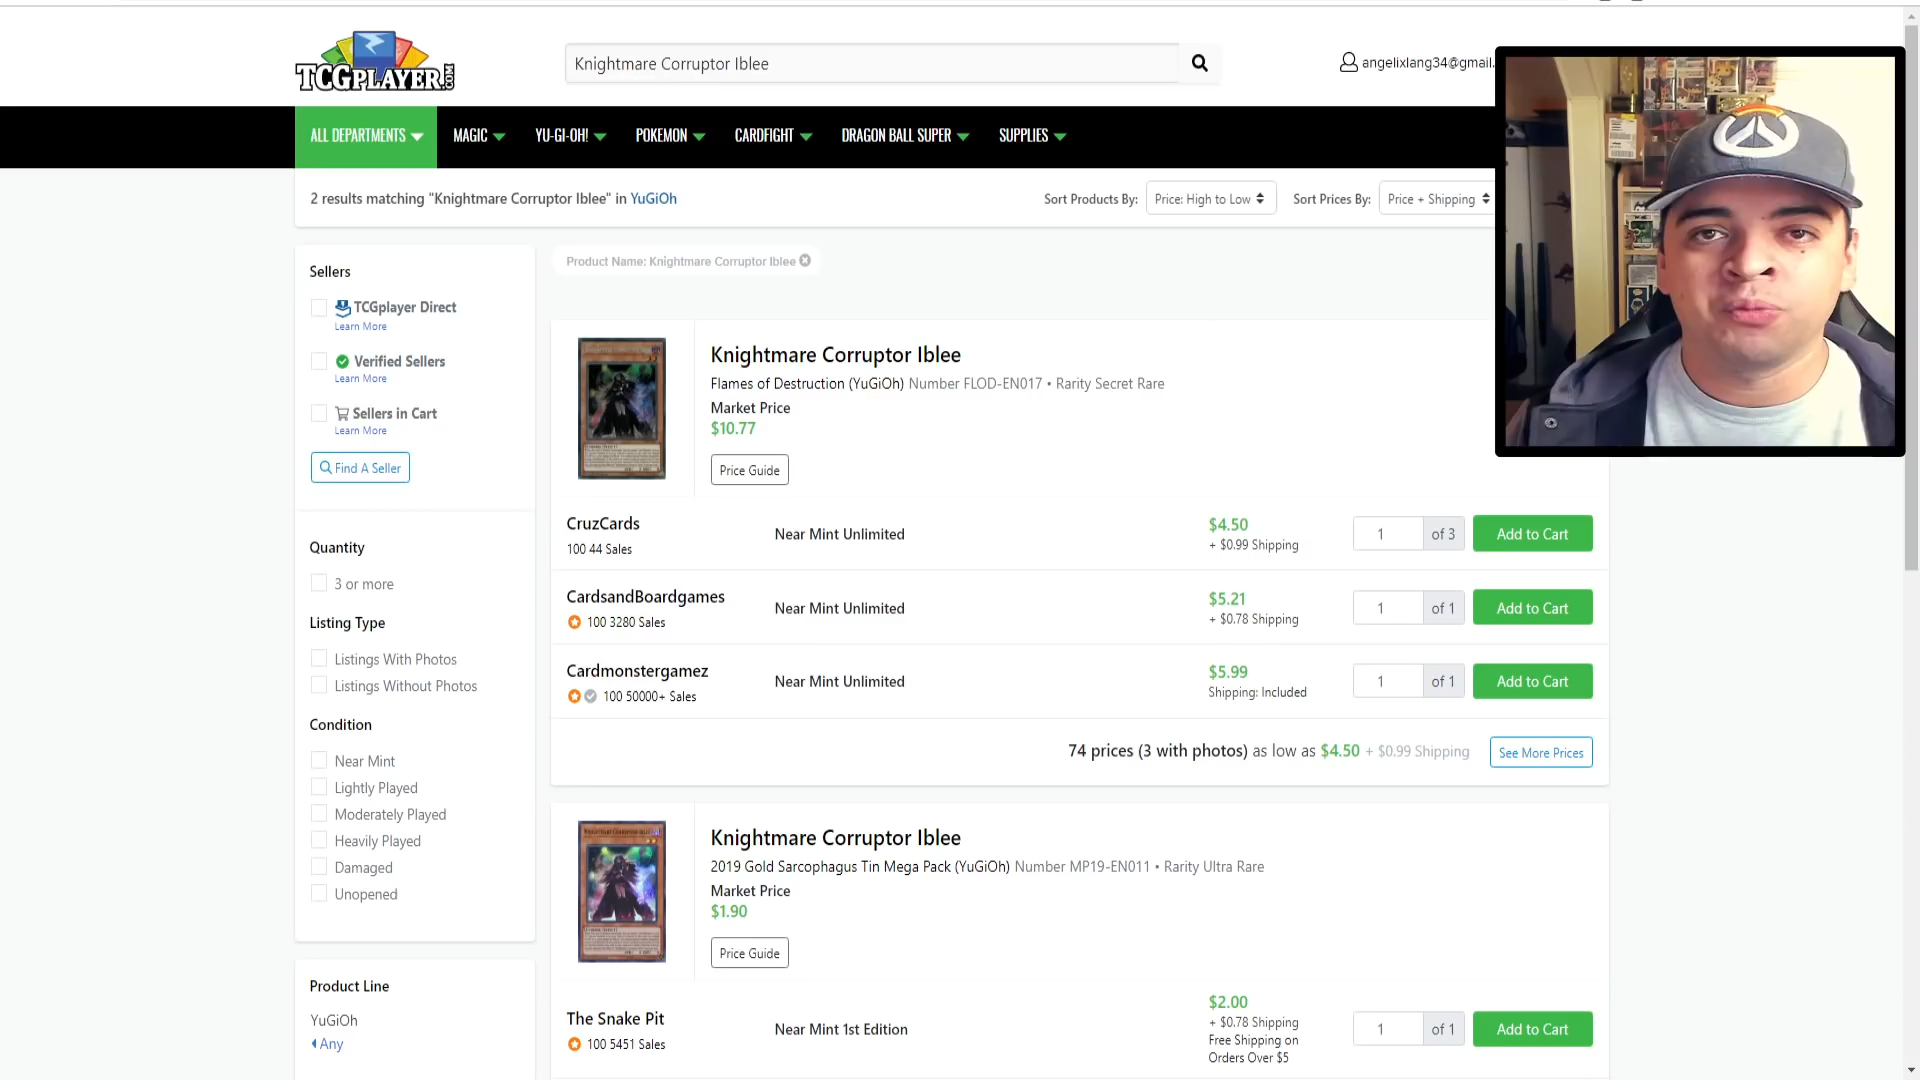 TCGPLAYER.COM
Knightmare Corruptor Iblee
angelixlang34@gmail.
ALL DEPARTMENTS
MAGIC
YU-GI-OH!
POKEMON
CARDFIGHT
DRAGON BALL SUPER
SUPPLIES
2 results matching "Knightmare Corruptor Iblee" in YuGiOh
Sort Products By:
Price: High to Low
Sort Prices By:
Price + Shipping
Sellers
TCGplayer Direct
Learn More
Verified Sellers
Learn More
Sellers in Cart
Learn More
Find A Seller
Quantity
3 or more
Listing Type
Listings With Photos
Listings Without Photos
Condition
Near Mint
Lightly Played
Moderately Played
Heavily Played
Damaged
Unopened
Product Line
YuGiOh
Any
Product Name: Knightmare Corruptor Iblee
Knightmare Corruptor Iblee
Flames of Destruction (YuGiOh) Number FLOD-EN017 • Rarity Secret Rare
Market Price
$10.77
Price Guide
CruzCards
100 44 Sales
Near Mint Unlimited
$4.50
+ $0.99 Shipping
1 of 3
Add to Cart
CardsandBoardgames
100 3280 Sales
Near Mint Unlimited
$5.21
+ $0.78 Shipping
1 of 1
Add to Cart
Cardmonstergamez
100 50000+ Sales
Near Mint Unlimited
$5.99
Shipping: Included
1 of 1
Add to Cart
74 prices (3 with photos) as low as $4.50 + $0.99 Shipping
See More Prices
Knightmare Corruptor Iblee
2019 Gold Sarcophagus Tin Mega Pack (YuGiOh) Number MP19-EN011 • Rarity Ultra Rare
Market Price
$1.90
Price Guide
The Snake Pit
100 5451 Sales
Near Mint 1st Edition
$2.00
+ $0.78 Shipping
Free Shipping on
Orders Over $5
1 of 1
Add to Cart